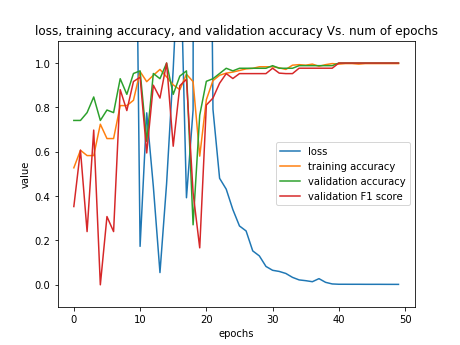 loss, training accuracy, and validation accuracy Vs. num of epochs
1.0
0.8
0.6
0.4
0.2
0.0
value
loss
training accuracy
validation accuracy
validation F1 score
0 10 20 30 40 50
epochs